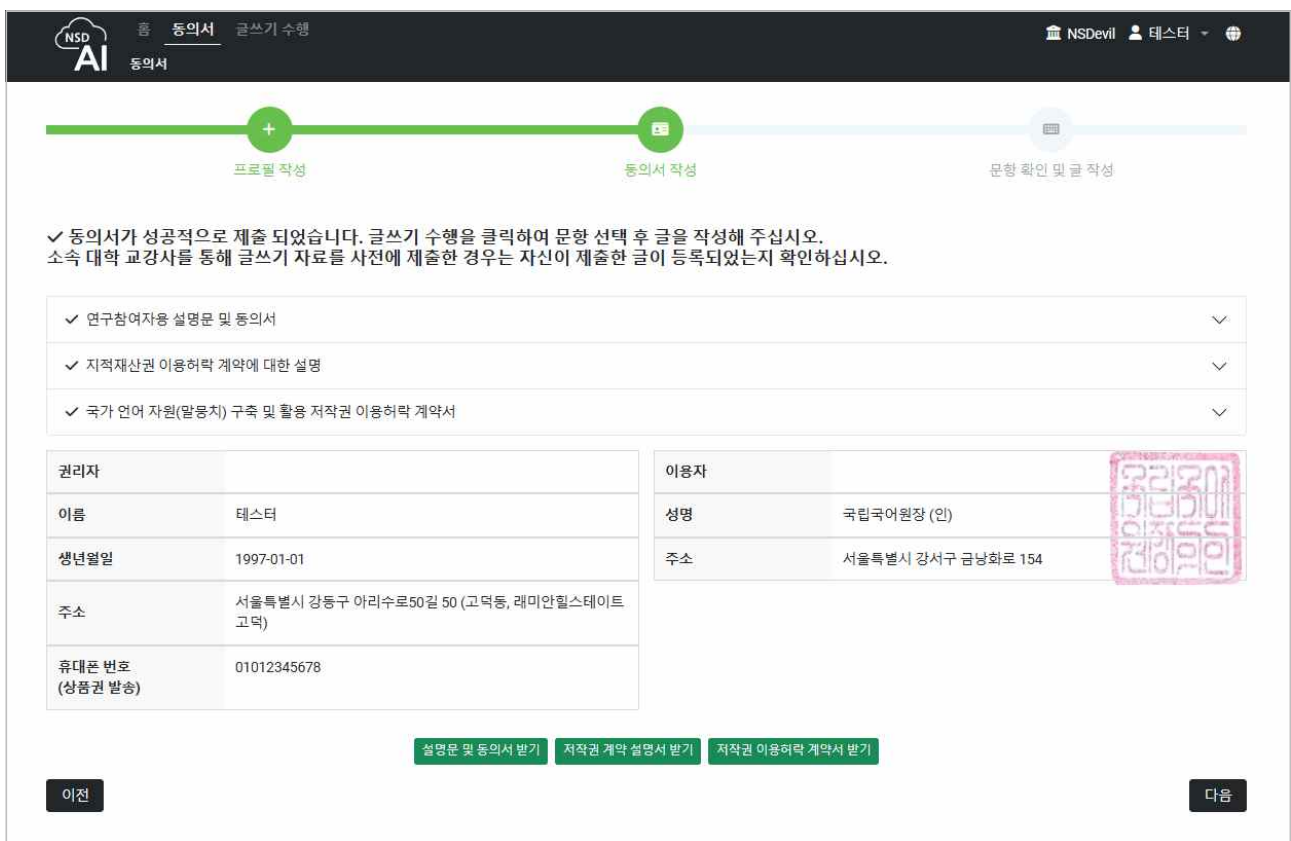 NSD
AI
홈 동의서 글쓰기 수행
NSDevil 테스터
동의서
프로필 작성
동의서 작성
문항 확인 및 글 작성
동의서가 성공적으로 제출 되었습니다. 글쓰기 수행을 클릭하여 문항 선택 후 글을 작성해 주십시오.
소속 대학 교강사를 통해 글쓰기 자료를 사전에 제출한 경우는 자신이 제출한 글이 등록되었는지 확인하십시오.
연구참여자용 설명문 및 동의서
지적재산권 이용허락 계약에 대한 설명
국가 언어 자원(말뭉치) 구축 및 활용 저작권 이용허락 계약서
권리자
이름 테스터
생년월일 1997-01-01
주소 서울특별시 강동구 아리수로50길 50 (고덕동, 래미안힐스테이트
고덕)
휴대폰 번호 01012345678
(상품권 발송)
이용자
성명 국립국어원장 (인)
주소 서울특별시 강서구 금낭화로 154
설명문 및 동의서 받기 저작권 계약 설명서 받기 저작권 이용허락 계약서 받기
이전
다음